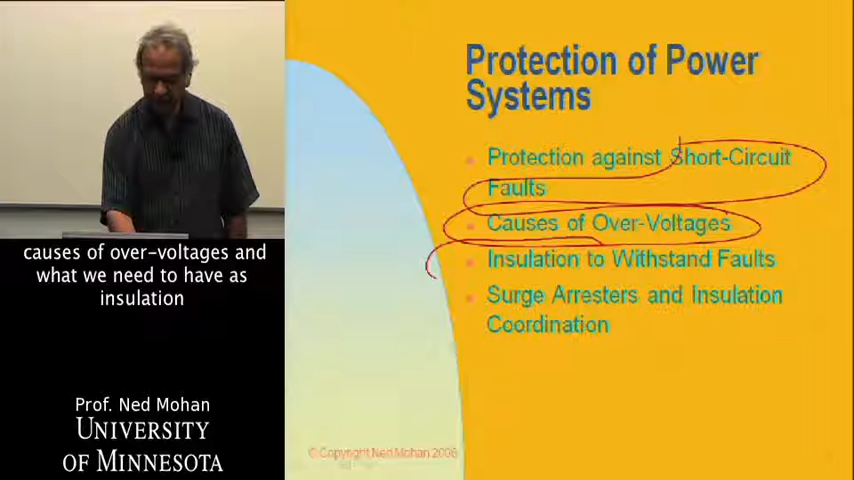 Protection of Power
Systems
Protection against Short-Circuit
Faults
Causes of Over-Voltages
Insulation to Withstand Faults
Surge Arresters and Insulation
Coordination
causes of over-voltages and
what we need to have as
insulation
Prof. Ned Mohan
UNIVERSITY
OF MINNESOTA
© Copyright Ned Mohan 2006